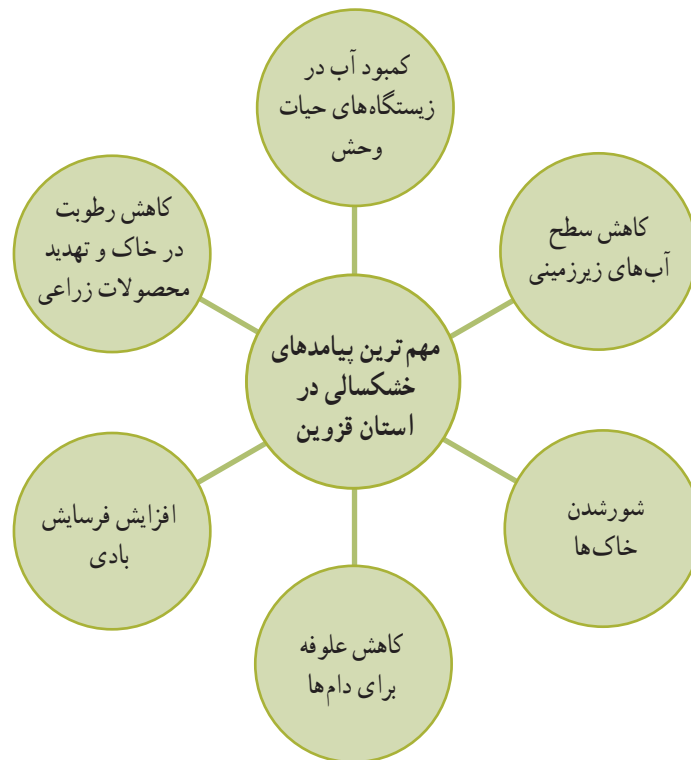 کمبود آب در
زیستگاه‌های حیات
وحش
کاهش سطح
آب‌های زیرزمینی
شورشدن
خاک‌ها
کاهش علوفه
برای دام‌ها
افزایش فرسایش
بادی
کاهش رطوبت
در خاک و تهدید
محصولات زراعی
مهم‌ترین پیامدهای
خشکسالی در
استان قزوین